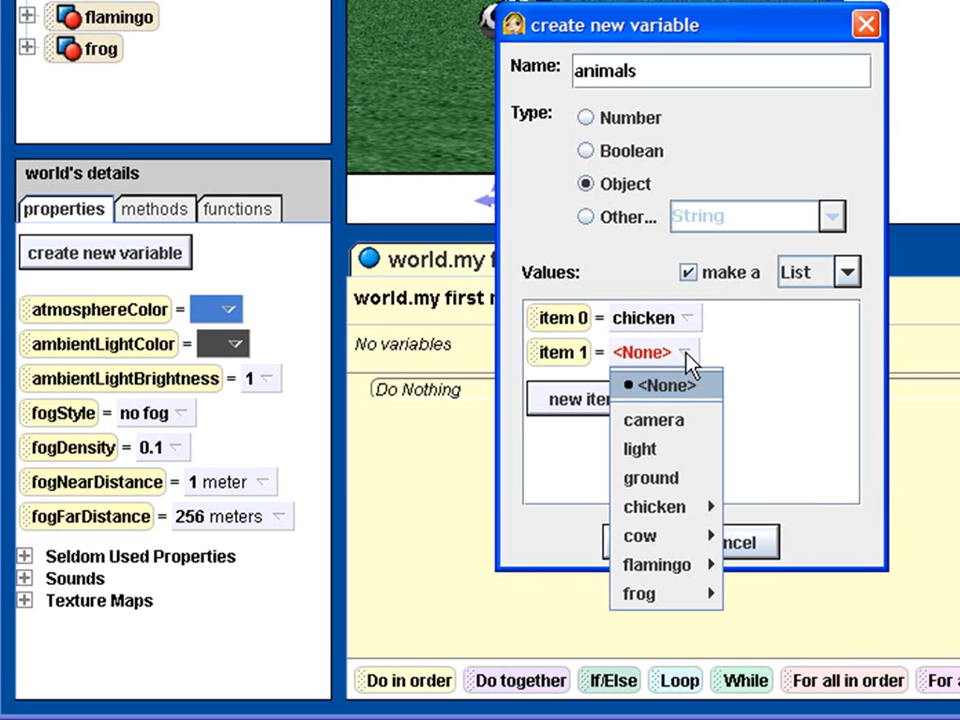 flamingo
frog
world's details
properties
methods
functions
create new variable
atmosphereColor =
ambientLightColor =
ambientLightBrightness = 1
fogStyle = no fog
fogDensity = 0.1
fogNearDistance = 1 meter
fogFarDistance = 256 meters
Seldom Used Properties
Sounds
Texture Maps
world.my f
world.my first
No variables
Do Nothing
create new variable
Name: animals
Type:
Number
Boolean
Object
Other... String
Values:
make a List
item 0 = chicken
item 1 = <None>
new iter
<None>
camera
light
ground
chicken
cow
flamingo
frog
ncel
Do in order
Do together
If/Else
Loop
While
For all in order
For a